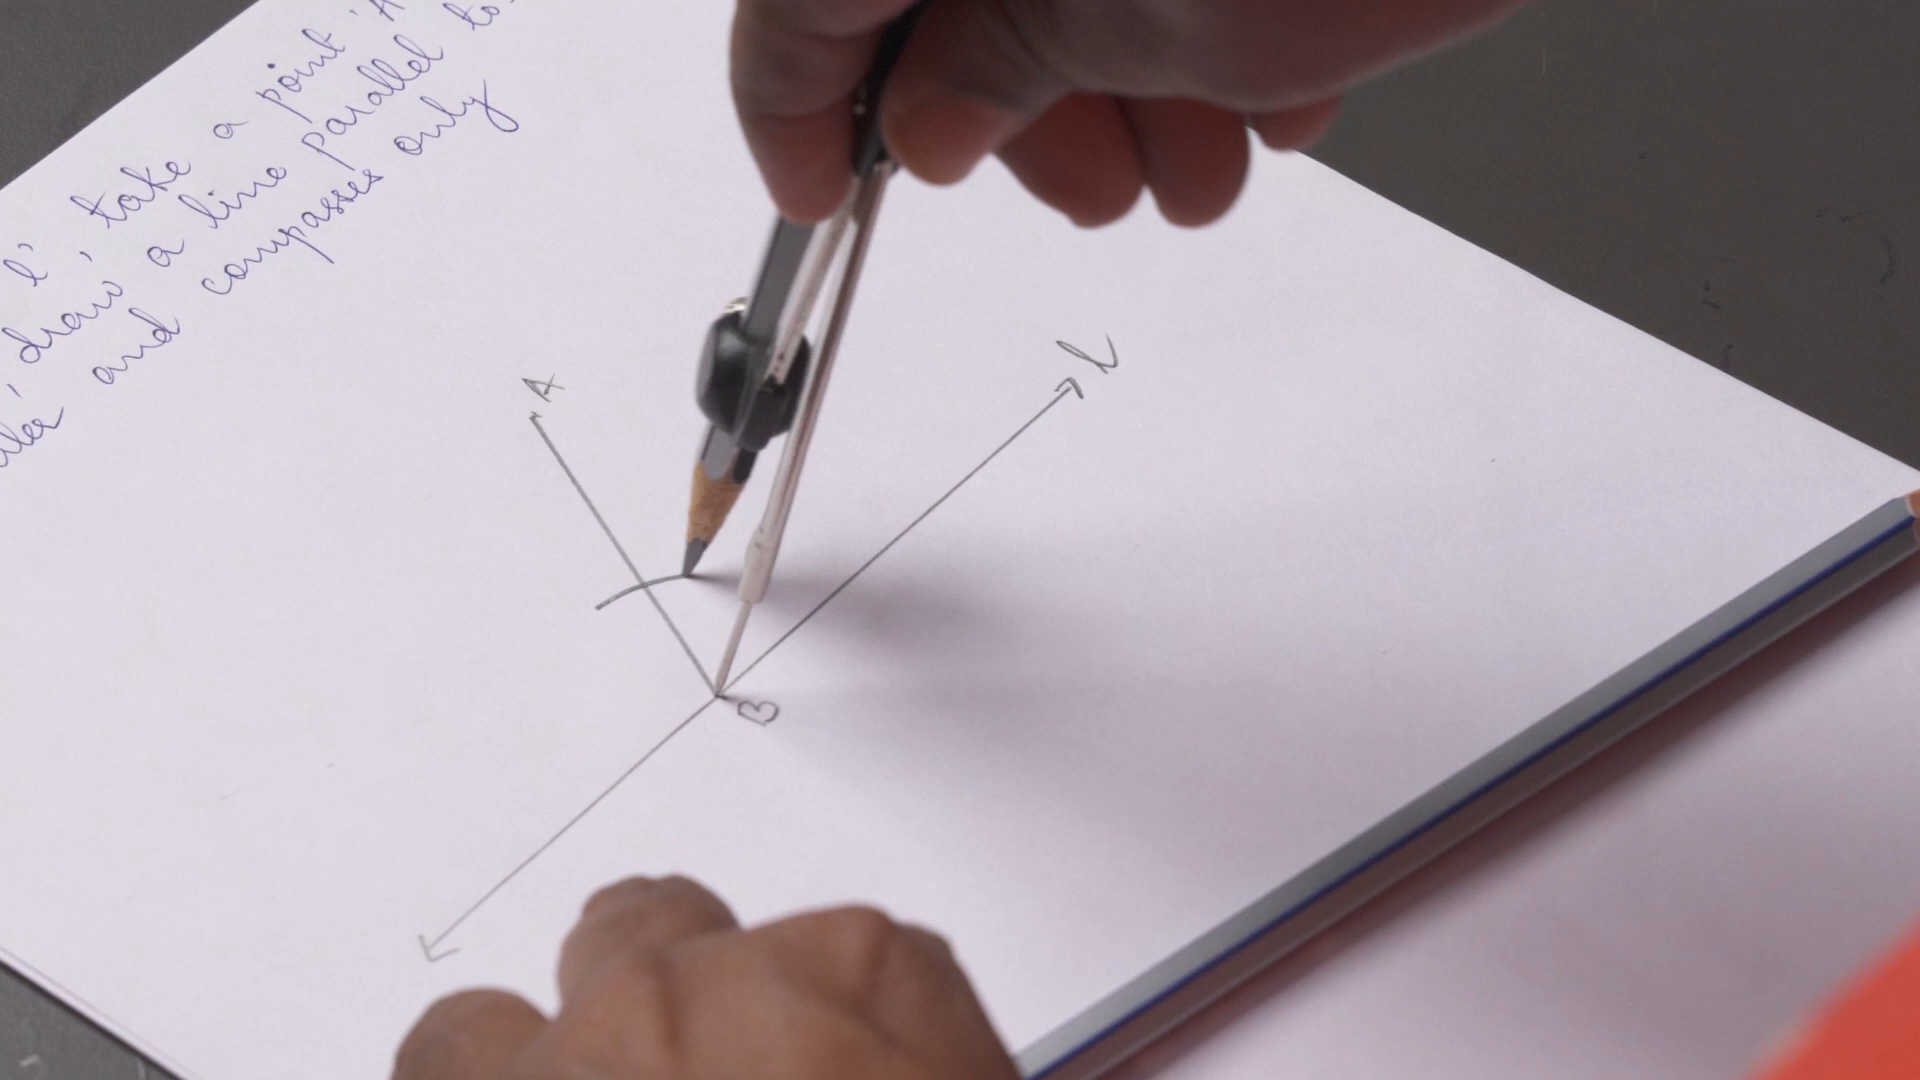 l', take a point 'A
draw a line parallel to
and compasses only
A
l
B